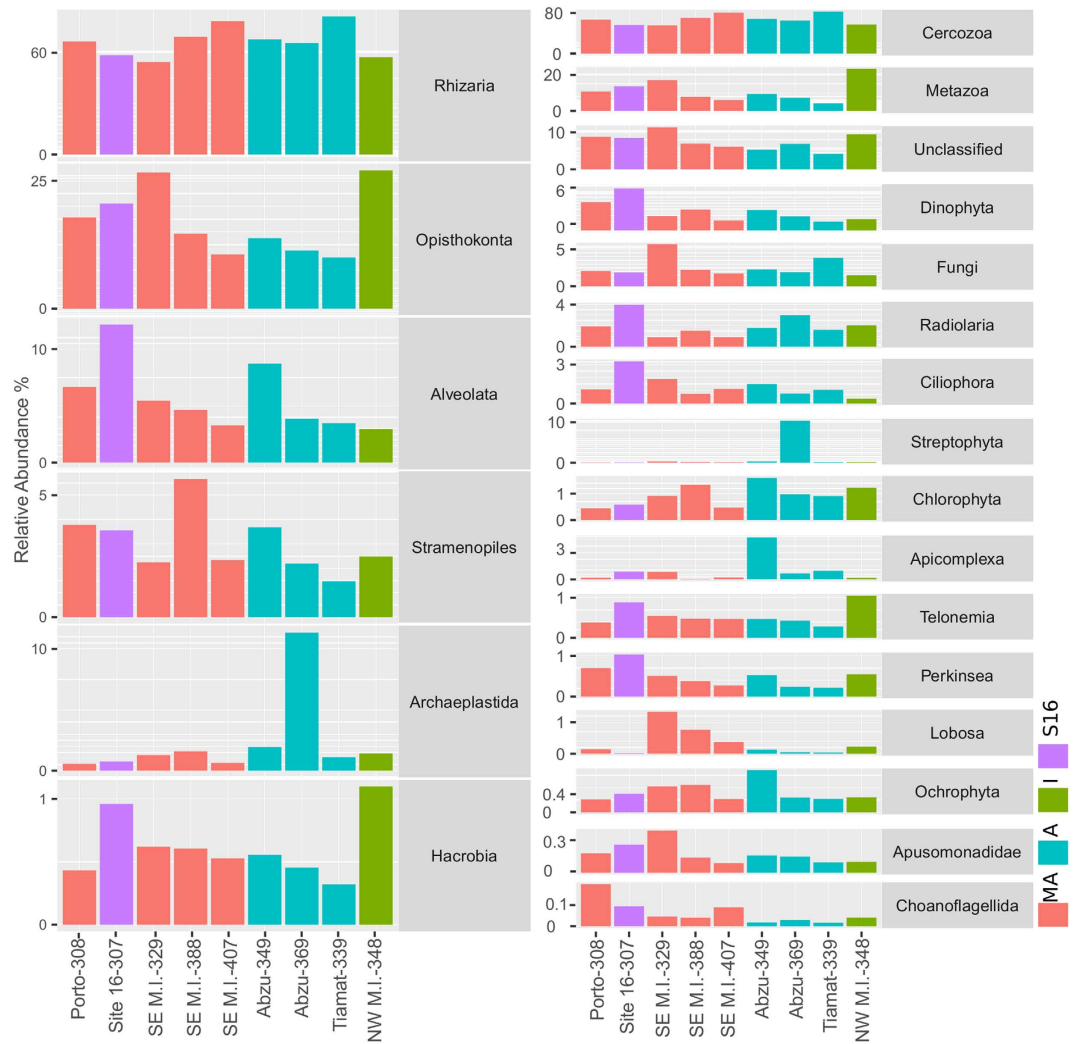 Relative Abundance %
60
0
Rhizaria
25
0
Opisthokonta
10
0
Alveolata
5
0
Stramenopiles
10
0
Archaeplastida
1
0
Hacrobia
Porto-308
Site 16-307
SE M.I.-329
SE M.I.-388
SE M.I.-407
Abzu-349
Abzu-369
Tiamat-339
NW M.I.-348
80
0
Cercozoa
20
0
Metazoa
10
0
Unclassified
6
0
Dinophyta
5
0
Fungi
4
0
Radiolaria
3
0
Ciliophora
10
0
Streptophyta
1
0
Chlorophyta
3
0
Apicomplexa
1
0
Telonemia
1
0
Perkinsea
1
0
Lobosa
0.4
0
Ochrophyta
0.3
0
Apusomonadidae
0.1
0
Choanoflagellida
Porto-308
Site 16-307
SE M.I.-329
SE M.I.-388
SE M.I.-407
Abzu-349
Abzu-369
Tiamat-339
NW M.I.-348
MA
A
I
S16